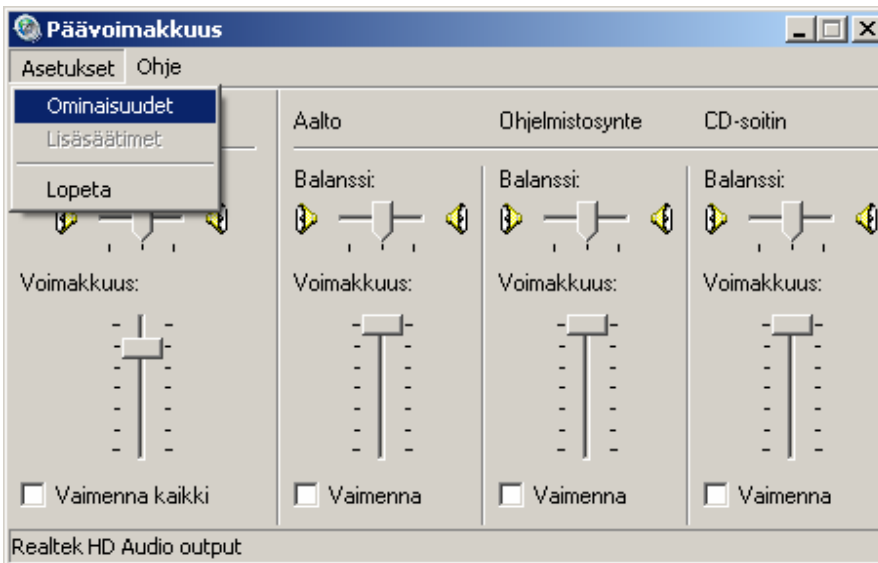 Päävoimakkuus
Asetukset Ohje
Ominaisuudet
Lisäsäätimet
Lopeta
Aalto Ohjelmistosynte CD-soitin
Balanssi: Balanssi: Balanssi:
Voimakkuus: Voimakkuus: Voimakkuus: Voimakkuus:
Vaimenna kaikki Vaimenna Vaimenna Vaimenna
Realtek HD Audio output